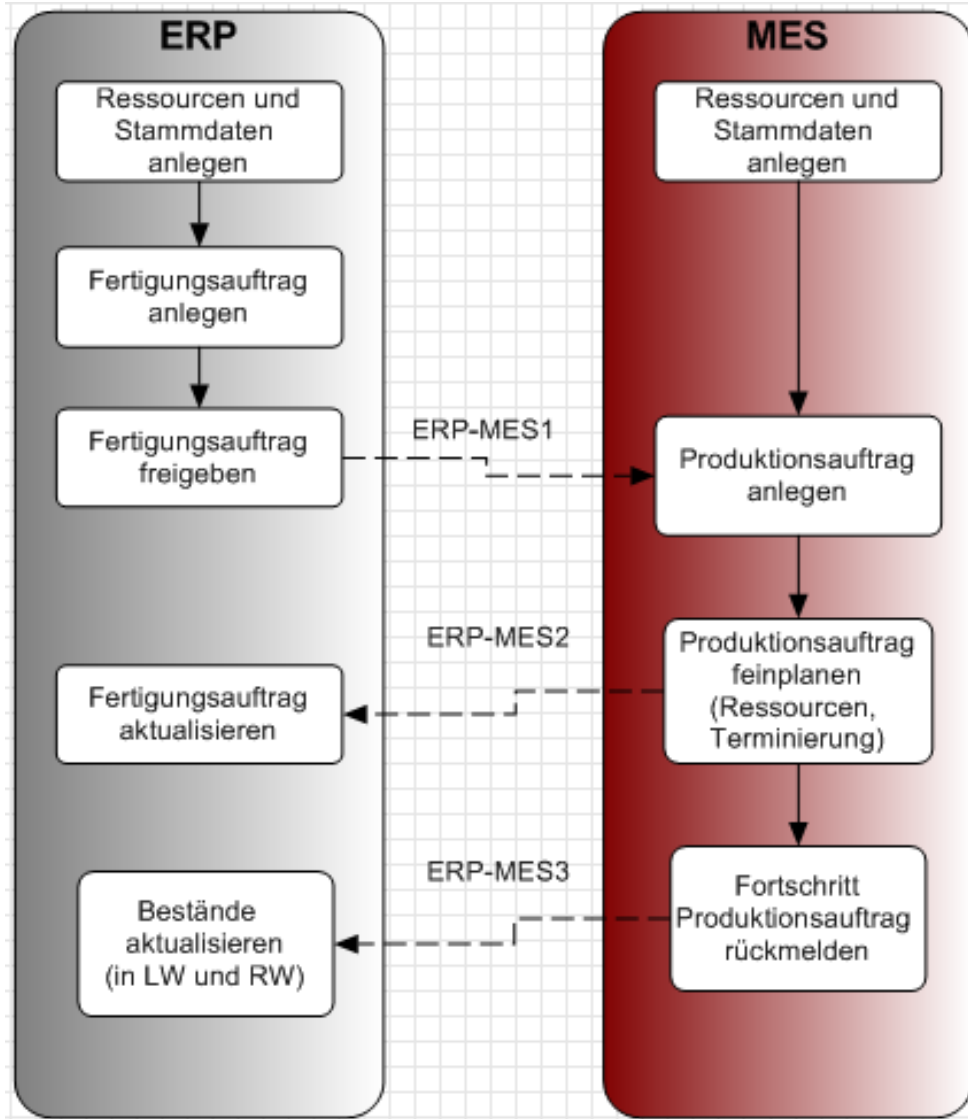 ERP
Ressourcen und
Stammdaten
anlegen
Fertigungsauftrag
anlegen
Fertigungsauftrag
freigeben
Fertigungsauftrag
aktualisieren
Bestände
aktualisieren
(in LW und RW)
ERP-MES1
ERP-MES2
ERP-MES3
MES
Ressourcen und
Stammdaten
anlegen
Produktionsauftrag
anlegen
Produktionsauftrag
feinplanen
(Ressourcen,
Terminierung)
Fortschritt
Produktionsauftrag
rückmelden